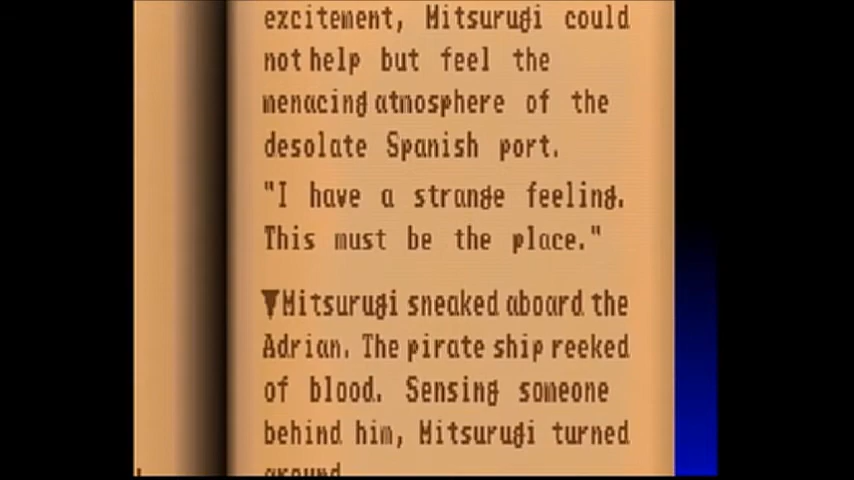 excitement, Mitsurugi could
not help but feel the
menacing atmosphere of the
desolate Spanish port.
"I have a strange feeling.
This must be the place."
▼Mitsurugi sneaked aboard the
Adrian. The pirate ship reeked
of blood. Sensing someone
behind him, Mitsurugi turned
around.